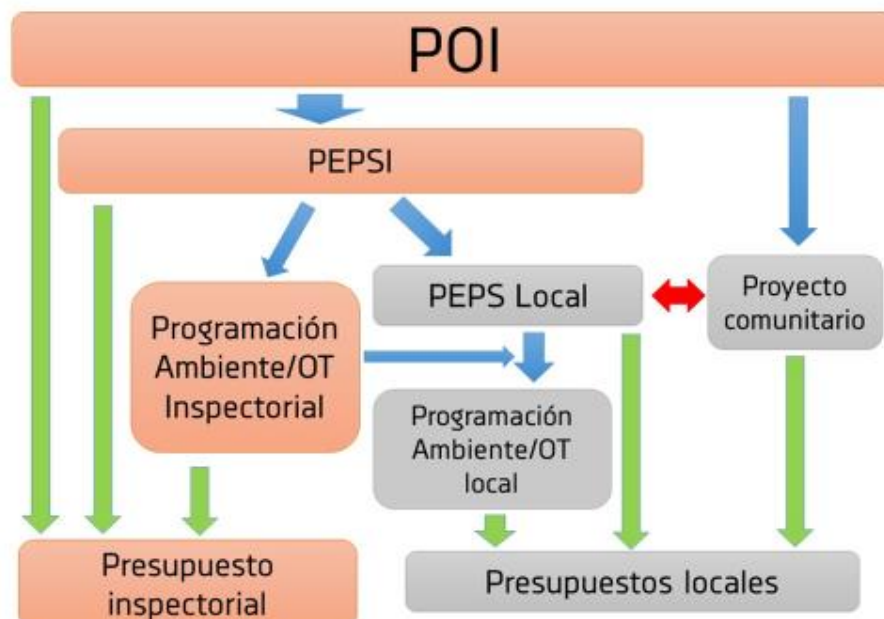 POI
PEPSI
PEPS Local
Proyecto
comunitario
Programación
Ambiente/OT
Inspectorial
Programación
Ambiente/OT
local
Presupuesto
inspectorial
Presupuestos locales